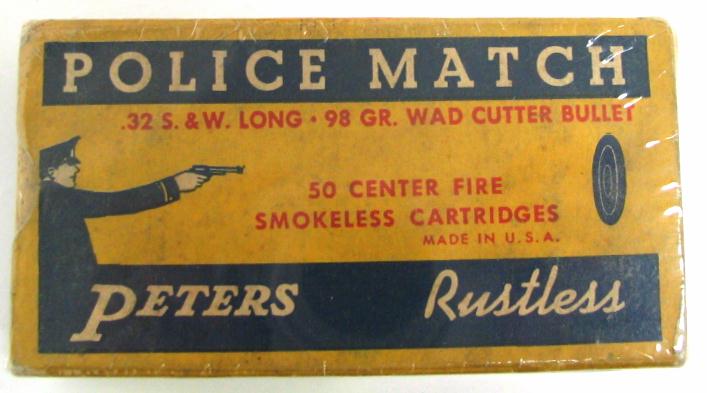 POLICE MATCH
.32 S. & W. LONG • 98 GR. WAD CUTTER BULLET
50 CENTER FIRE
SMOKELESS CARTRIDGES
MADE IN U.S.A.
PETERS Rustless